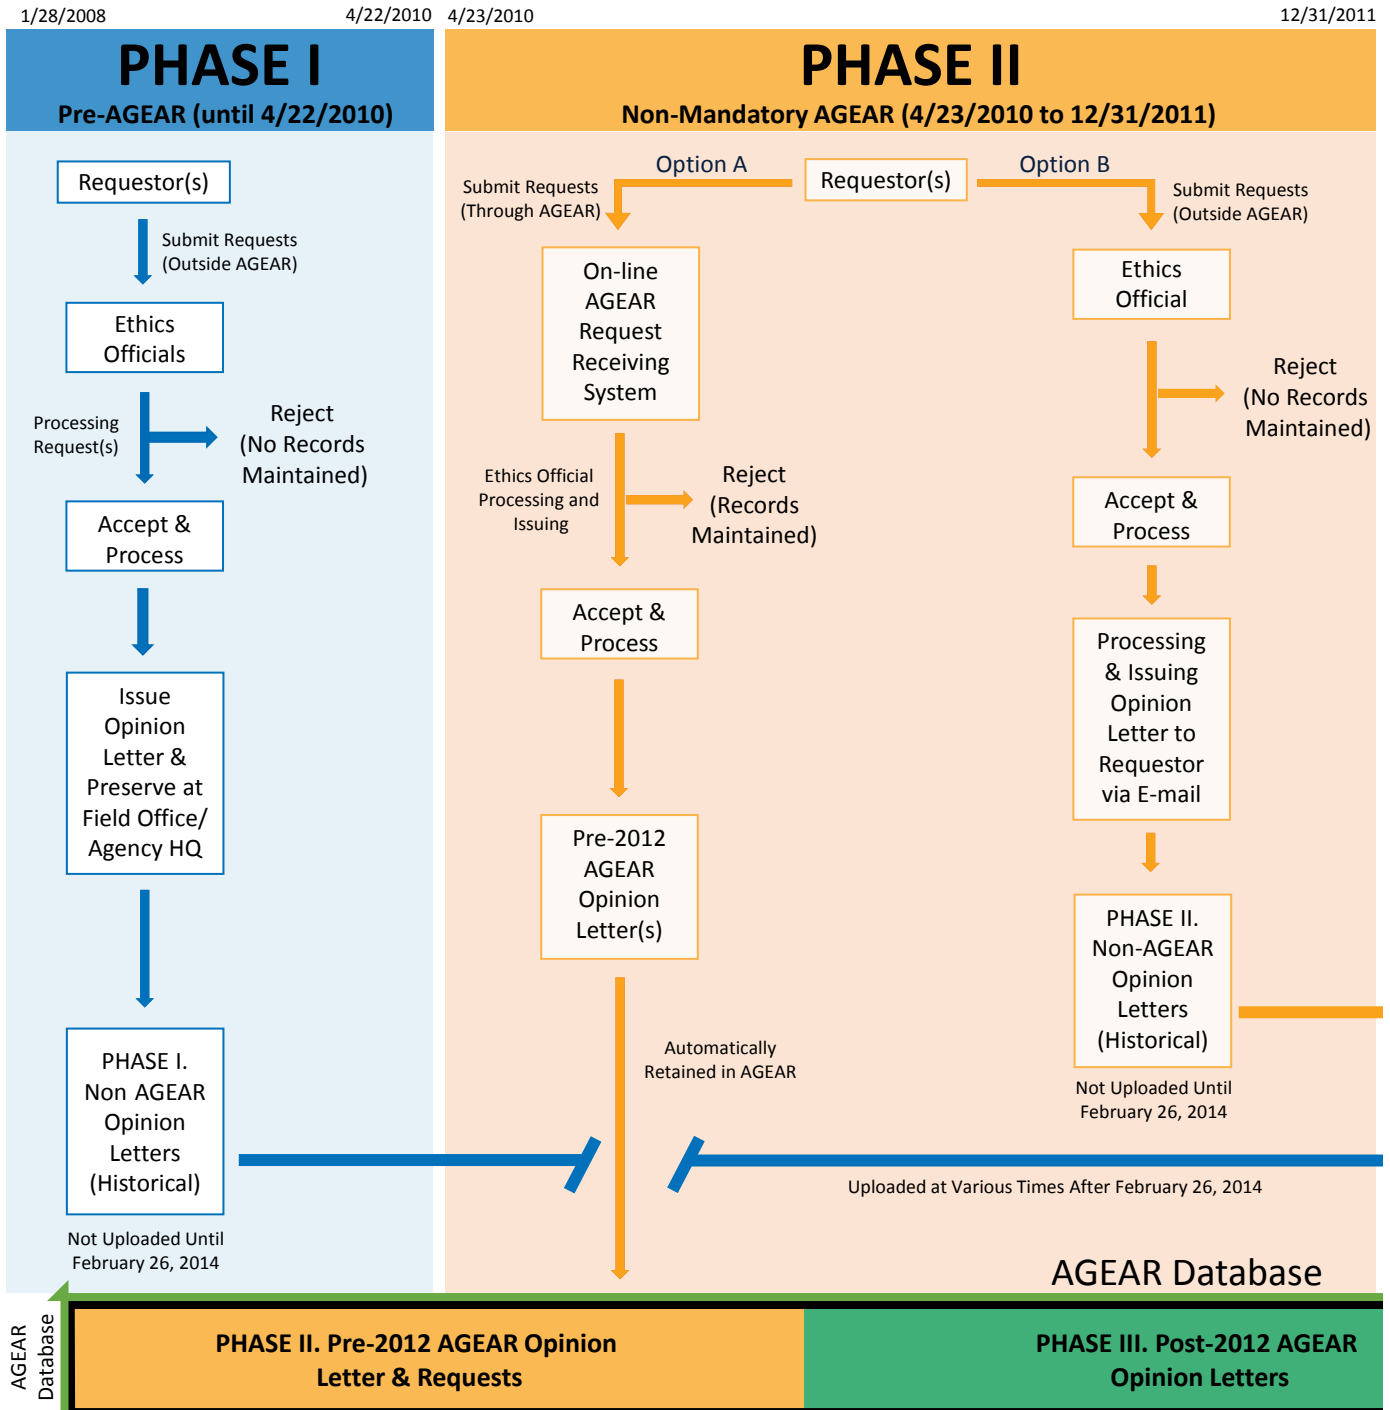 1/28/2008
4/22/2010
4/23/2010
12/31/2011
PHASE I
Pre-AGEAR (until 4/22/2010)
PHASE II
Non-Mandatory AGEAR (4/23/2010 to 12/31/2011)
Requestor(s)
Submit Requests
(Outside AGEAR)
Ethics
Officials
Processing
Request(s)
Reject
(No Records
Maintained)
Accept &
Process
Issue
Opinion
Letter &
Preserve at
Field Office/
Agency HQ
PHASE I.
Non AGEAR
Opinion
Letters
(Historical)
Not Uploaded Until
February 26, 2014
Requestor(s)
Option A
Submit Requests
(Through AGEAR)
On-line
AGEAR
Request
Receiving
System
Ethics Official
Processing and
Issuing
Reject
(Records
Maintained)
Accept &
Process
Pre-2012
AGEAR
Opinion
Letter(s)
Automatically
Retained in AGEAR
Option B
Submit Requests
(Outside AGEAR)
Ethics
Official
Reject
(No Records
Maintained)
Accept &
Process
Processing
& Issuing
Opinion
Letter to
Requestor
via E-mail
PHASE II.
Non-AGEAR
Opinion
Letters
(Historical)
Not Uploaded Until
February 26, 2014
Uploaded at Various Times After February 26, 2014
AGEAR Database
AGEAR
Database
PHASE II. Pre-2012 AGEAR Opinion
Letter & Requests
PHASE III. Post-2012 AGEAR
Opinion Letters